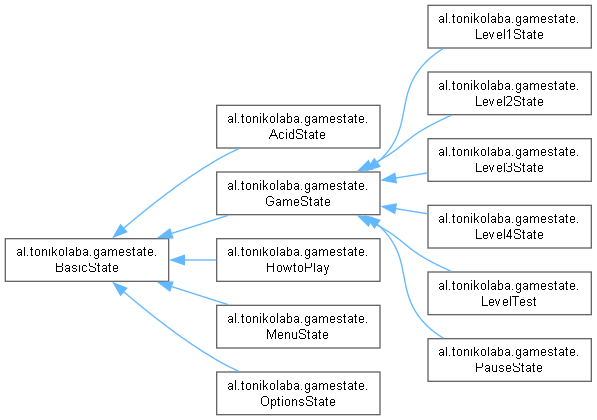 al.tonikolaba.gamestate.
BasicState
al.tonikolaba.gamestate.
AcidState
al.tonikolaba.gamestate.
GameState
al.tonikolaba.gamestate.
HowtoPlay
al.tonikolaba.gamestate.
MenuState
al.tonikolaba.gamestate.
OptionsState
al.tonikolaba.gamestate.
Level1State
al.tonikolaba.gamestate.
Level2State
al.tonikolaba.gamestate.
Level3State
al.tonikolaba.gamestate.
Level4State
al.tonikolaba.gamestate.
LevelTest
al.tonikolaba.gamestate.
PauseState